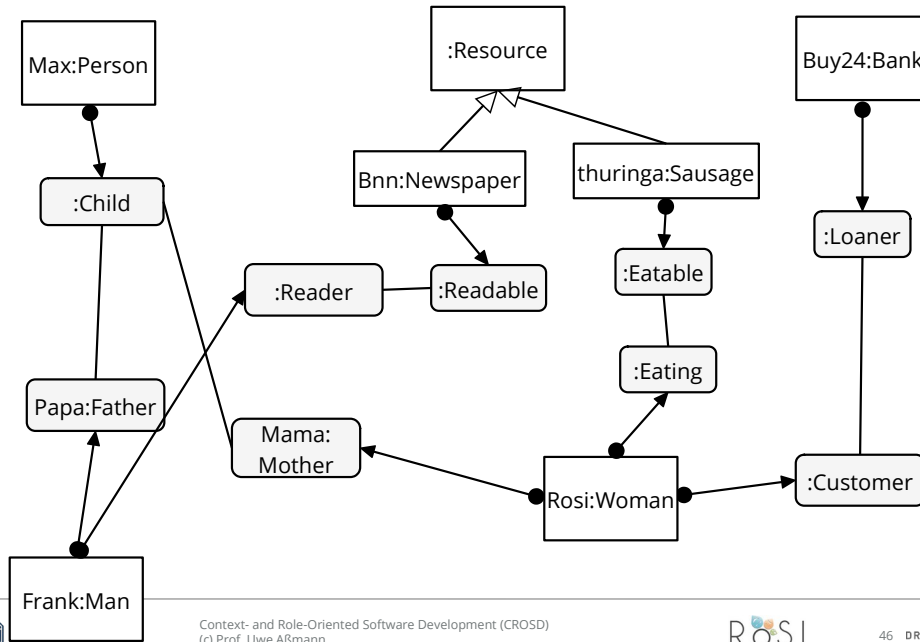 Max:Person
:Resource
Buy24:Bank
Bnn:Newspaper
thuringa:Sausage
:Child
:Loaner
:Reader
:Readable
:Eatable
:Eating
Papa:Father
Mama:
Mother
Rosi:Woman
:Customer
Frank:Man
Context- and Role-Oriented Software Development (CROSD)
(c) Prof. Uwe Aßmann
ROSI
46